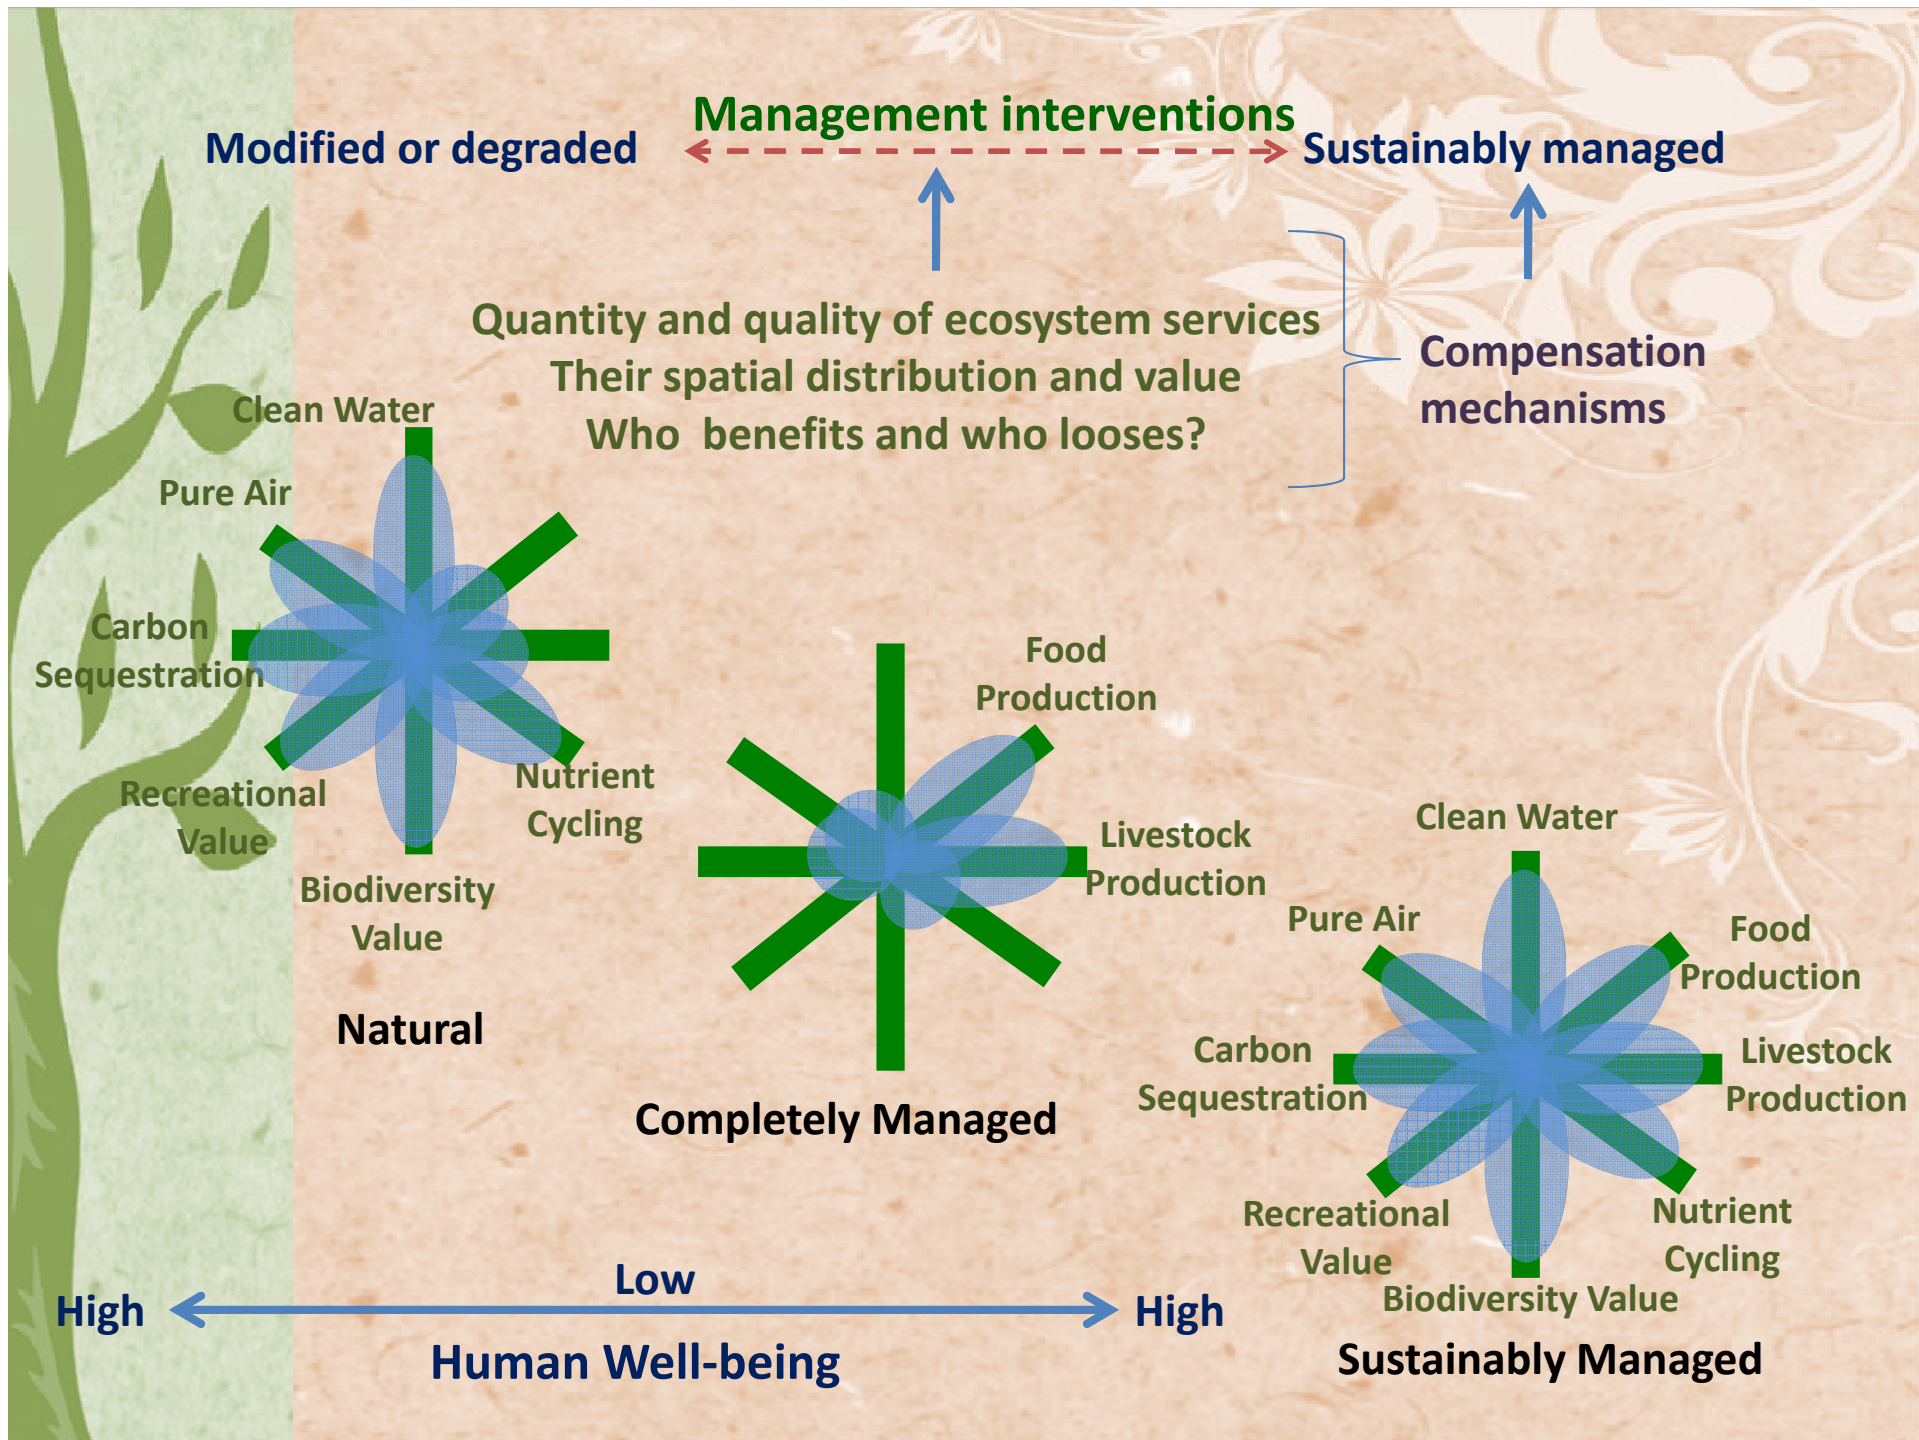 Management interventions
Modified or degraded
Sustainably managed
Quantity and quality of ecosystem services
Their spatial distribution and value
Who benefits and who looses?
Compensation
mechanisms
Clean Water
Pure Air
Carbon
Sequestration
Recreational
Value
Biodiversity
Value
Nutrient
Cycling
Natural
Food
Production
Livestock
Production
Completely Managed
Clean Water
Pure Air
Food
Production
Carbon
Sequestration
Livestock
Production
Recreational
Value
Nutrient
Cycling
Biodiversity Value
Sustainably Managed
Low
High
High
Human Well-being